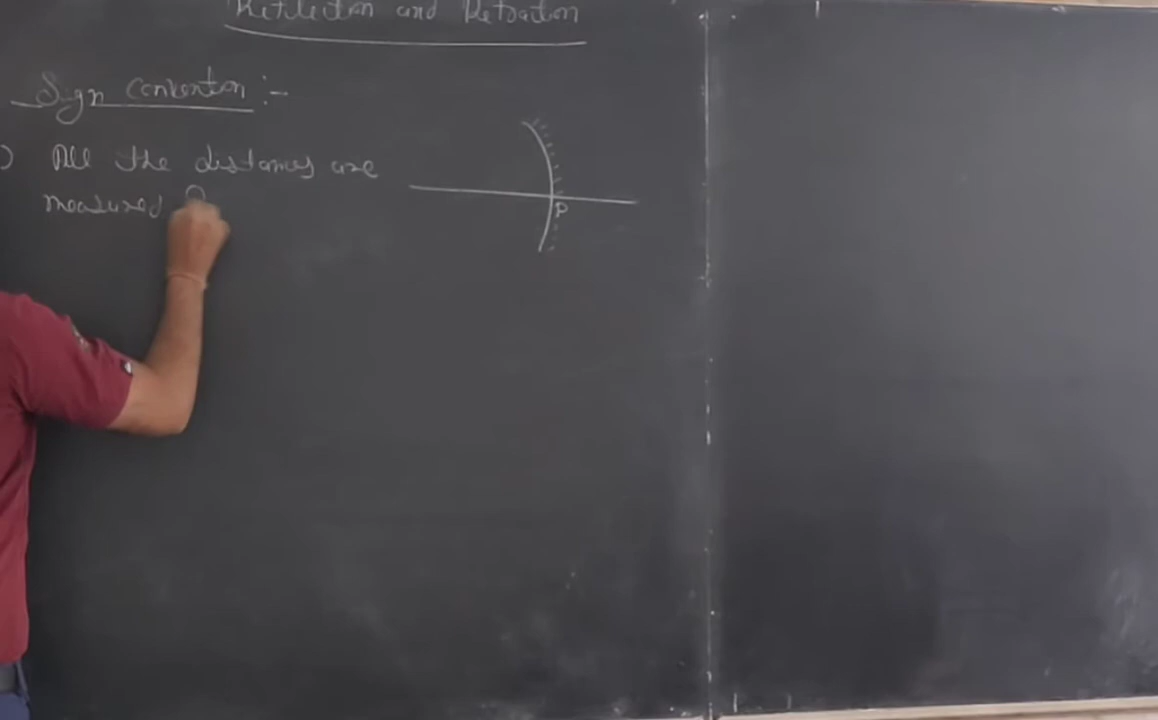 Reflection and Refraction
Sign convention :-
) All the distances are
measured
P